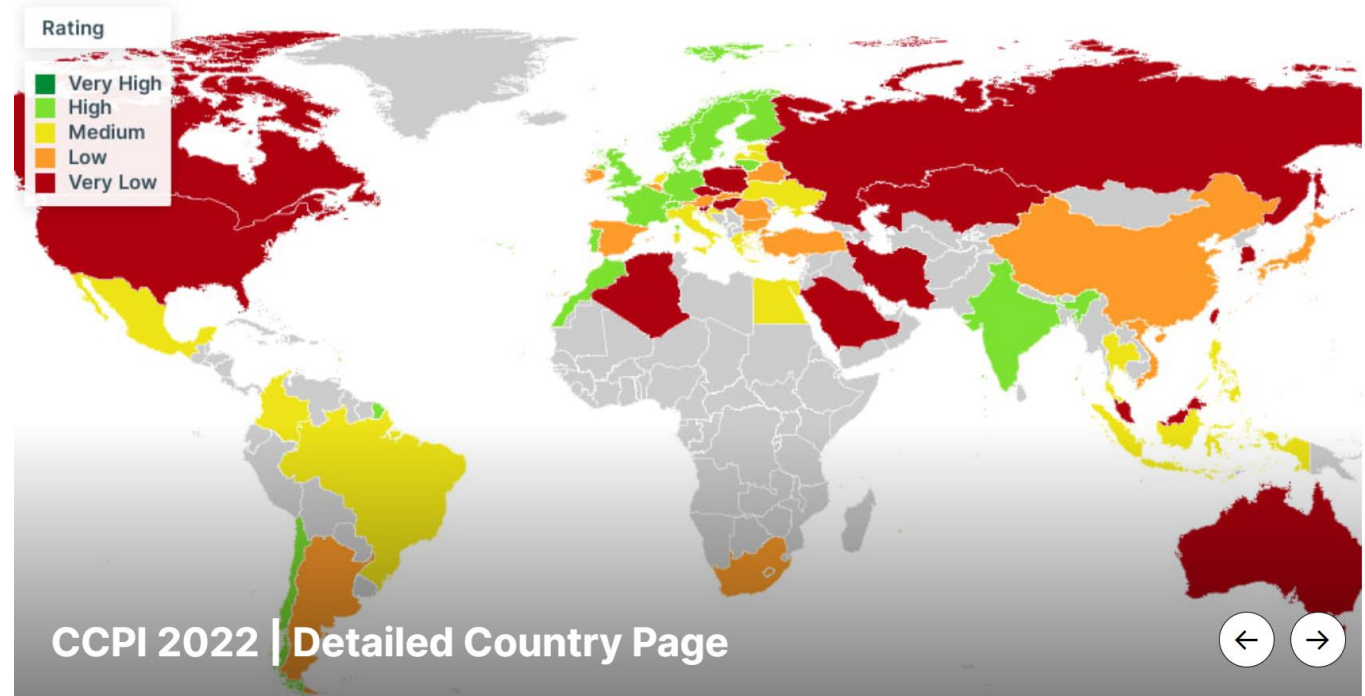 Rating
Very High
High
Medium
Low
Very Low
CCPI 2022 | Detailed Country Page